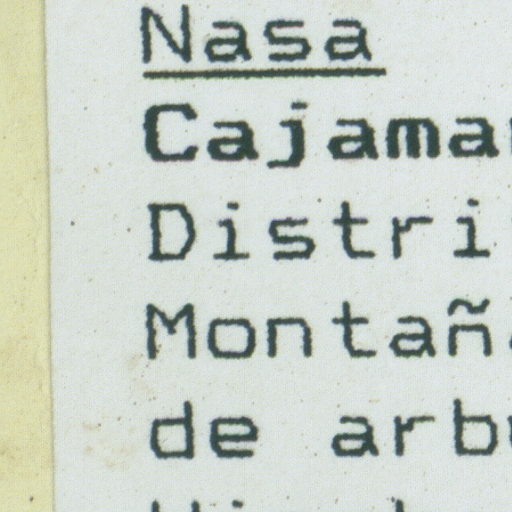 Nasa
Cajama
Distri
Montañ
de arb